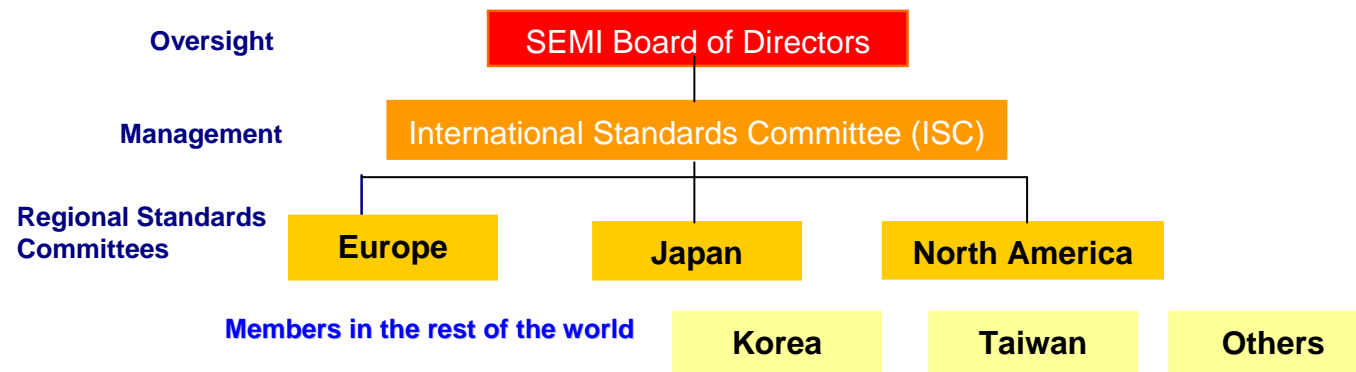 Oversight
SEMI Board of Directors
Management
International Standards Committee (ISC)
Regional Standards
Committees
Europe
Japan
North America
Members in the rest of the world
Korea
Taiwan
Others